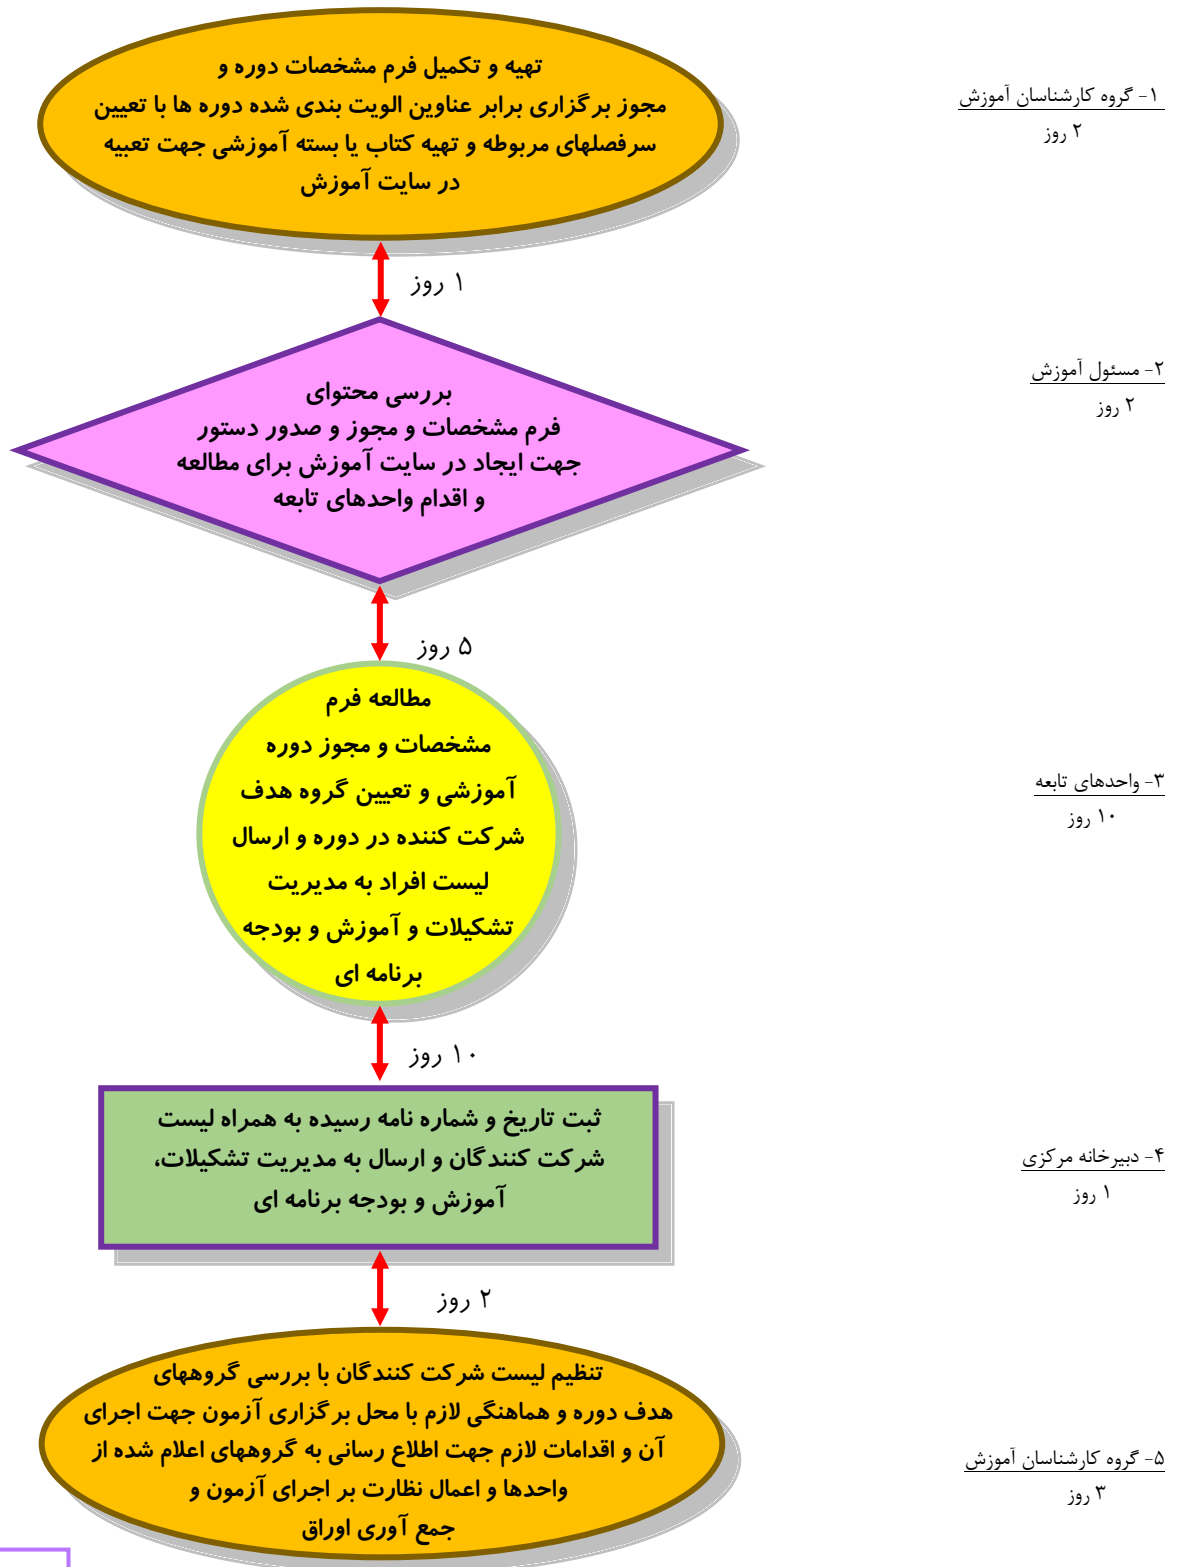 تهیه و تکمیل فرم مشخصات دوره و
مجوز برگزاری برابر عناوین الویت بندی شده دوره ها با تعیین
سرفصلهای مربوطه و تهیه کتاب یا بسته آموزشی جهت تعبیه
در سایت آموزش
۱- گروه کارشناسان آموزش
۲ روز
۱ روز
بررسی محتوای
فرم مشخصات و مجوز و صدور دستور
جهت ایجاد در سایت آموزش برای مطالعه
و اقدام واحدهای تابعه
۲- مسئول آموزش
۲ روز
۵ روز
مطالعه فرم
مشخصات و مجوز دوره
آموزشی و تعیین گروه هدف
شرکت کننده در دوره و ارسال
لیست افراد به مدیریت
تشکیلات و آموزش و بودجه
برنامه ای
۳- واحدهای تابعه
۱۰ روز
۱۰ روز
ثبت تاریخ و شماره نامه رسیده به همراه لیست
شرکت کنندگان و ارسال به مدیریت تشکیلات،
آموزش و بودجه برنامه ای
۴- دبیرخانه مرکزی
۱ روز
۲ روز
تنظیم لیست شرکت کنندگان با بررسی گروههای
هدف دوره و هماهنگی لازم با محل برگزاری آزمون جهت اجرای
آن و اقدامات لازم جهت اطلاع رسانی به گروههای اعلام شده از
واحدها و اعمال نظارت بر اجرای آزمون و
جمع آوری اوراق
۵- گروه کارشناسان آموزش
۳ روز